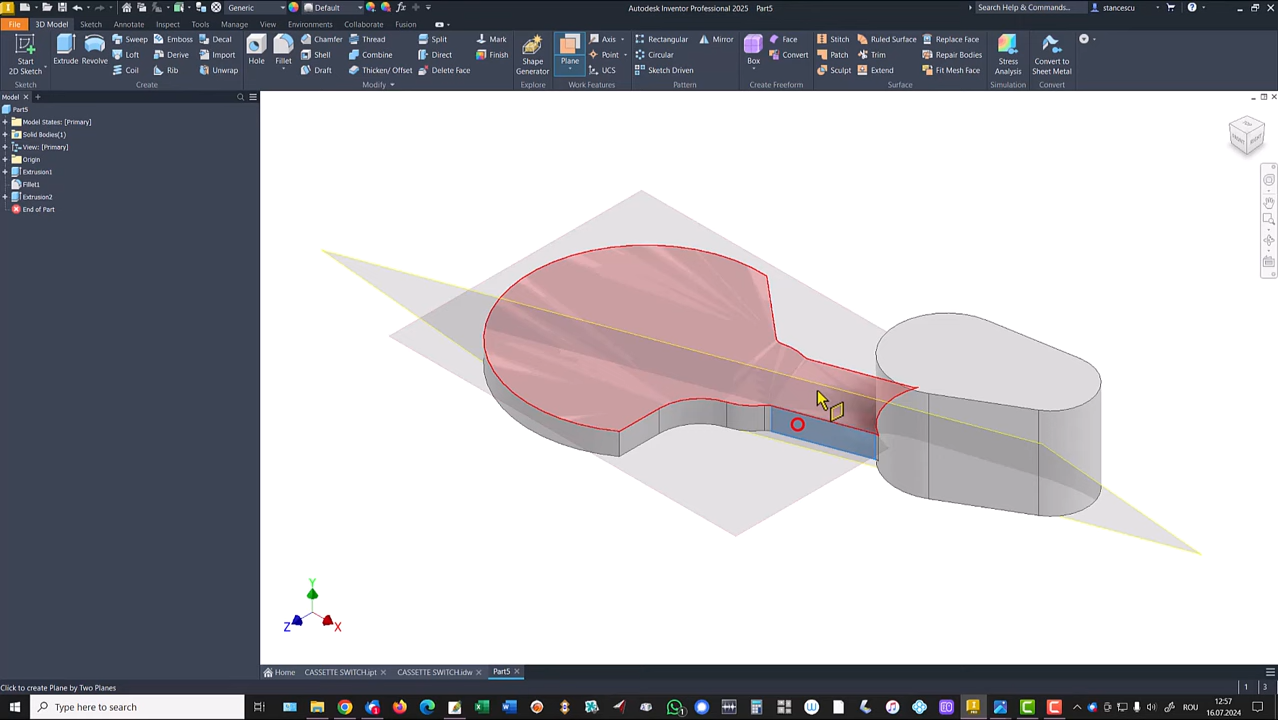 Generic Default Autodesk Inventor Professional 2025 Part5 Search Help & Commands... stancescu
File 3D Model Sketch Annotate Inspect Tools Manage View Environments Collaborate Fusion
Start 2D Sketch Extrude Revolve Sweep Emboss Decal Hole Fillet Chamfer Thread Split Mark Shape Generator Plane Axis Rectangular Mirror Box Face Stitch Ruled Surface Replace Face Stress Analysis Convert to Sheet Metal
Loft Derive Import Shell Combine Direct Finish Point Circular Convert Patch Trim Repair Bodies
Coil Rib Unwrap Draft Thicken/ Offset Delete Face UCS Sketch Driven Sculpt Extend Fit Mesh Face
Sketch Create Modify Explore Work Features Pattern Create Freeform Surface Simulation Convert
Model
Part5
Model States: [Primary]
Solid Bodies(1)
View: [Primary]
Origin
Extrusion1
Fillet1
Extrusion2
End of Part
TOP
FRONT
RIGHT
Y
Z
X
Home CASSETTE SWITCH.ipt CASSETTE SWITCH.idw Part5
Click to create Plane by Two Planes 1 3
Type here to search ROU 12:57
16.07.2024